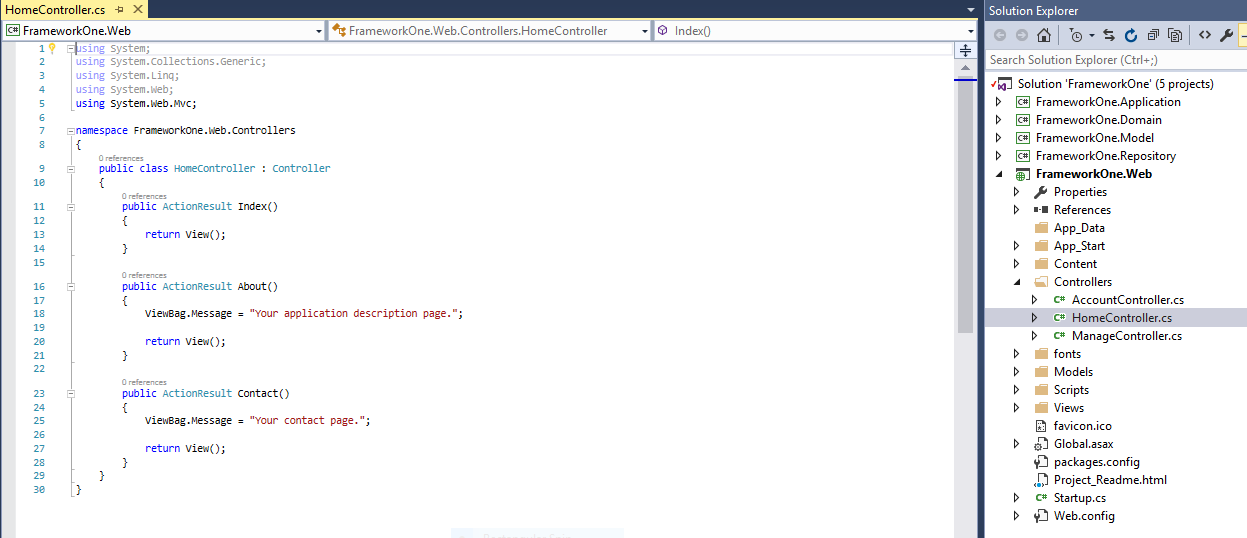 HomeController.cs
FrameworkOne.Web
FrameworkOne.Web.Controllers.HomeController
Index()
1 using System;
2 using System.Collections.Generic;
3 using System.Linq;
4 using System.Web;
5 using System.Web.Mvc;
6
7 namespace FrameworkOne.Web.Controllers
8 {
0 references
9 public class HomeController : Controller
10 {
0 references
11 public ActionResult Index()
12 {
13 return View();
14 }
15
0 references
16 public ActionResult About()
17 {
18 ViewBag.Message = "Your application description page.";
19
20 return View();
21 }
22
0 references
23 public ActionResult Contact()
24 {
25 ViewBag.Message = "Your contact page.";
26
27 return View();
28 }
29 }
30 }
Solution Explorer
Search Solution Explorer (Ctrl+;)
Solution 'FrameworkOne' (5 projects)
C# FrameworkOne.Application
C# FrameworkOne.Domain
C# FrameworkOne.Model
C# FrameworkOne.Repository
FrameworkOne.Web
Properties
References
App_Data
App_Start
Content
Controllers
C# AccountController.cs
C# HomeController.cs
C# ManageController.cs
fonts
Models
Scripts
Views
favicon.ico
Global.asax
packages.config
Project_Readme.html
C# Startup.cs
Web.config